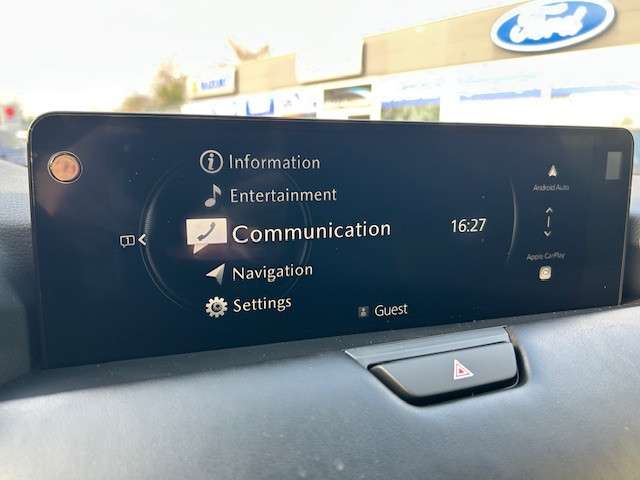 Ford
Information
Entertainment
Communication
Navigation
Settings
16:27
Guest
Android Auto
Apple CarPlay